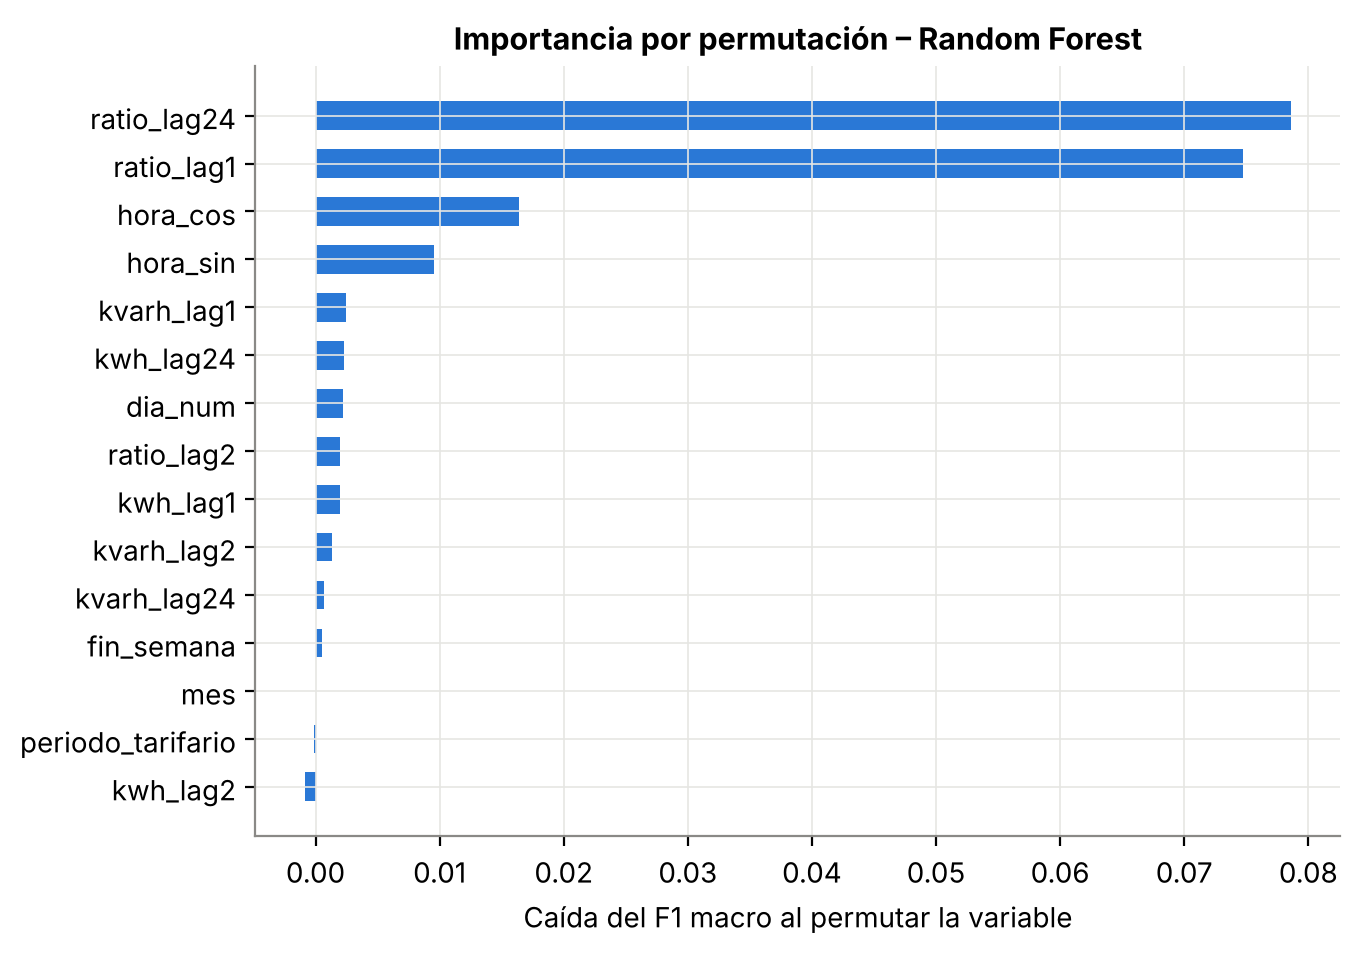 Importancia por permutación – Random Forest
ratio_lag24
ratio_lag1
hora_cos
hora_sin
kvarh_lag1
kwh_lag24
dia_num
ratio_lag2
kwh_lag1
kvarh_lag2
kvarh_lag24
fin_semana
mes
periodo_tarifario
kwh_lag2
0.00 0.01 0.02 0.03 0.04 0.05 0.06 0.07 0.08
Caída del F1 macro al permutar la variable